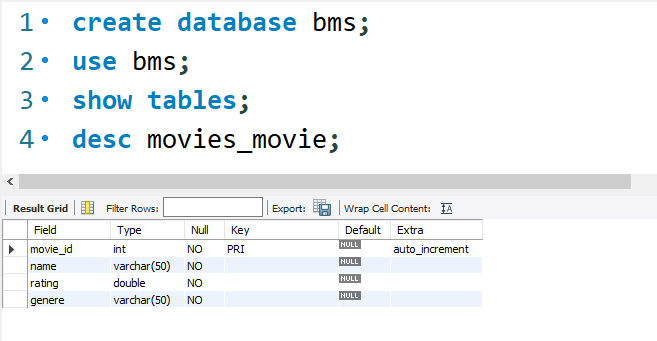 1 • create database bms;
2 • use bms;
3 • show tables;
4 • desc movies_movie;
Result Grid Filter Rows: Export: Wrap Cell Content:
Field Type Null Key Default Extra
movie_id int NO PRI NULL auto_increment
name varchar(50) NO NULL
rating double NO NULL
genere varchar(50) NO NULL